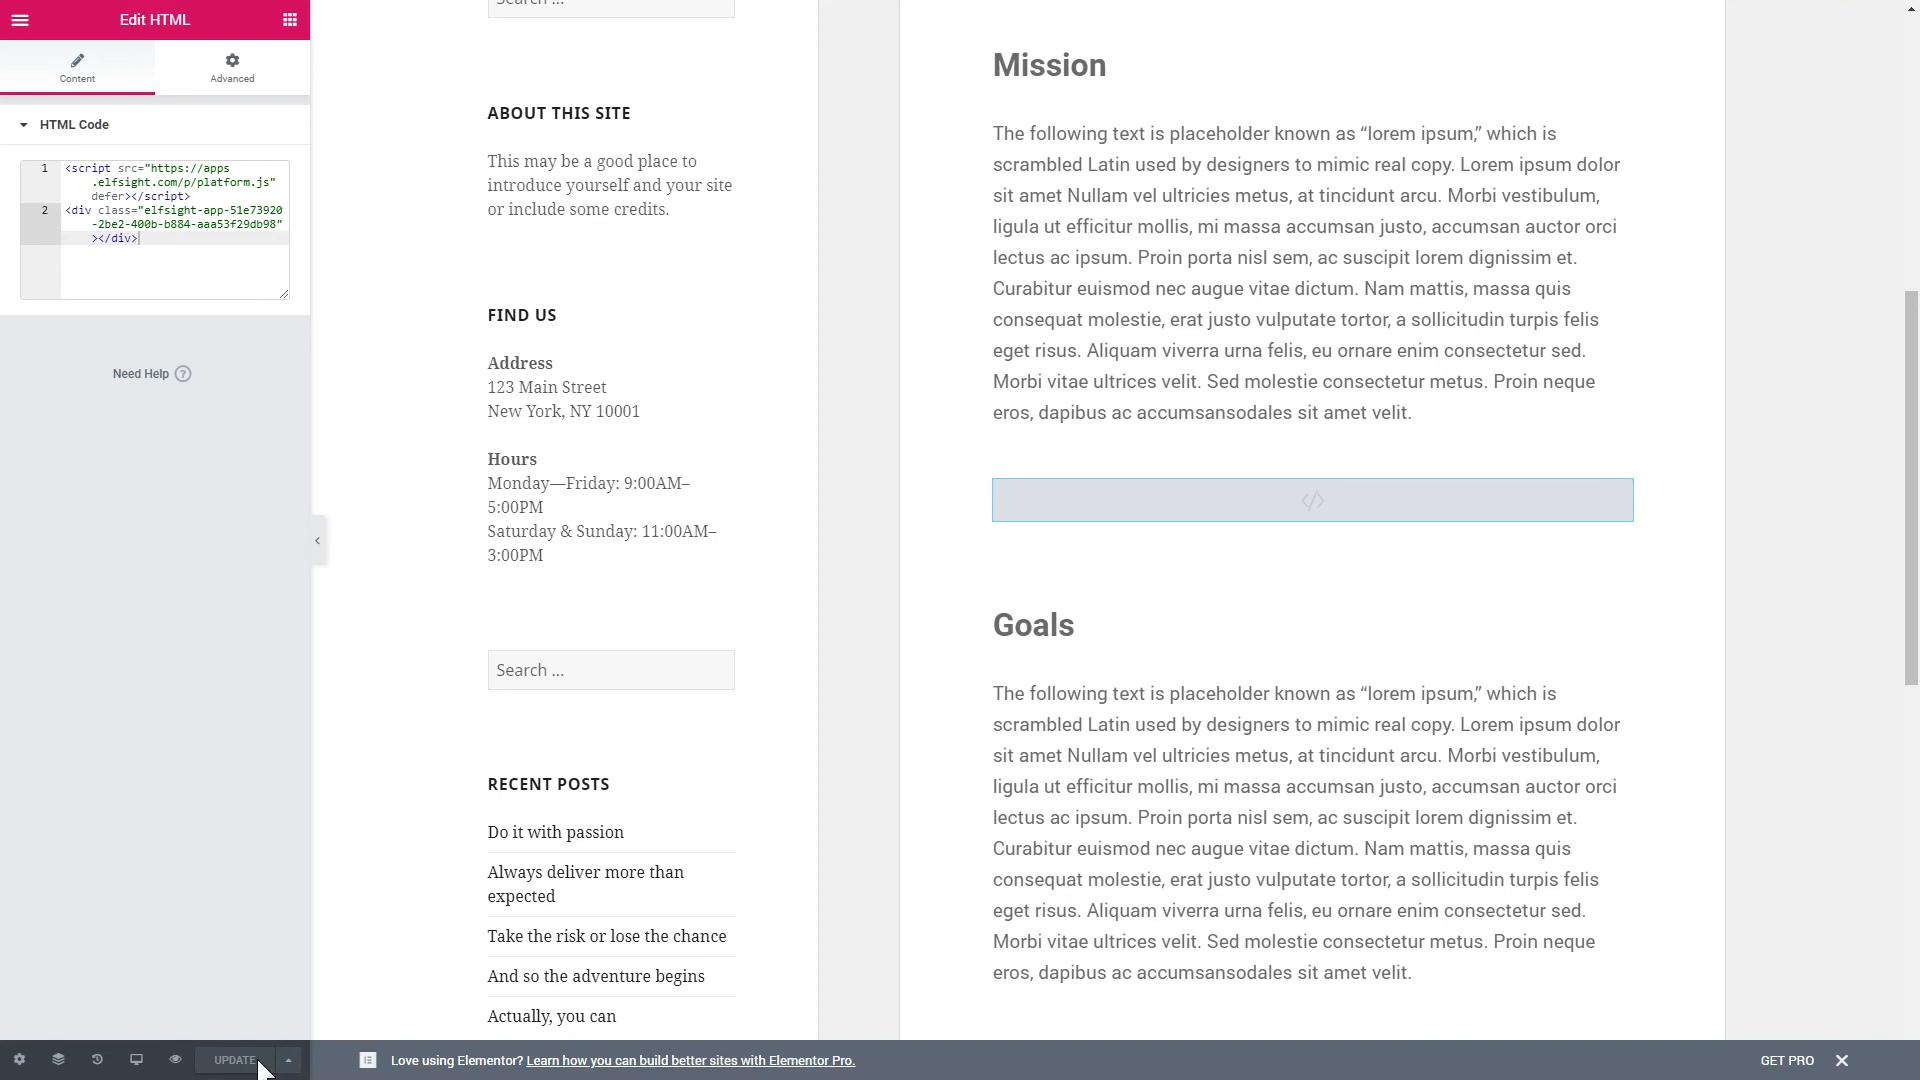 Edit HTML
Content
Advanced
HTML Code
1 <script src="https://apps
.elfsight.com/p/platform.js"
defer></script>
2 <div class="elfsight-app-51e73920
-2be2-400b-b884-aaa53f29db98"
></div>
Need Help ?
UPDATE
Search ...
ABOUT THIS SITE
This may be a good place to
introduce yourself and your site
or include some credits.
FIND US
Address
123 Main Street
New York, NY 10001
Hours
Monday—Friday: 9:00AM–
5:00PM
Saturday & Sunday: 11:00AM–
3:00PM
Search ...
RECENT POSTS
Do it with passion
Always deliver more than
expected
Take the risk or lose the chance
And so the adventure begins
Actually, you can
Mission
The following text is placeholder known as “lorem ipsum,” which is
scrambled Latin used by designers to mimic real copy. Lorem ipsum dolor
sit amet Nullam vel ultricies metus, at tincidunt arcu. Morbi vestibulum,
ligula ut efficitur mollis, mi massa accumsan justo, accumsan auctor orci
lectus ac ipsum. Proin porta nisl sem, ac suscipit lorem dignissim et.
Curabitur euismod nec augue vitae dictum. Nam mattis, massa quis
consequat molestie, erat justo vulputate tortor, a sollicitudin turpis felis
eget risus. Aliquam viverra urna felis, eu ornare enim consectetur sed.
Morbi vitae ultrices velit. Sed molestie consectetur metus. Proin neque
eros, dapibus ac accumsansodales sit amet velit.
Goals
The following text is placeholder known as “lorem ipsum,” which is
scrambled Latin used by designers to mimic real copy. Lorem ipsum dolor
sit amet Nullam vel ultricies metus, at tincidunt arcu. Morbi vestibulum,
ligula ut efficitur mollis, mi massa accumsan justo, accumsan auctor orci
lectus ac ipsum. Proin porta nisl sem, ac suscipit lorem dignissim et.
Curabitur euismod nec augue vitae dictum. Nam mattis, massa quis
consequat molestie, erat justo vulputate tortor, a sollicitudin turpis felis
eget risus. Aliquam viverra urna felis, eu ornare enim consectetur sed.
Morbi vitae ultrices velit. Sed molestie consectetur metus. Proin neque
eros, dapibus ac accumsansodales sit amet velit.
Love using Elementor? Learn how you can build better sites with Elementor Pro.
GET PRO